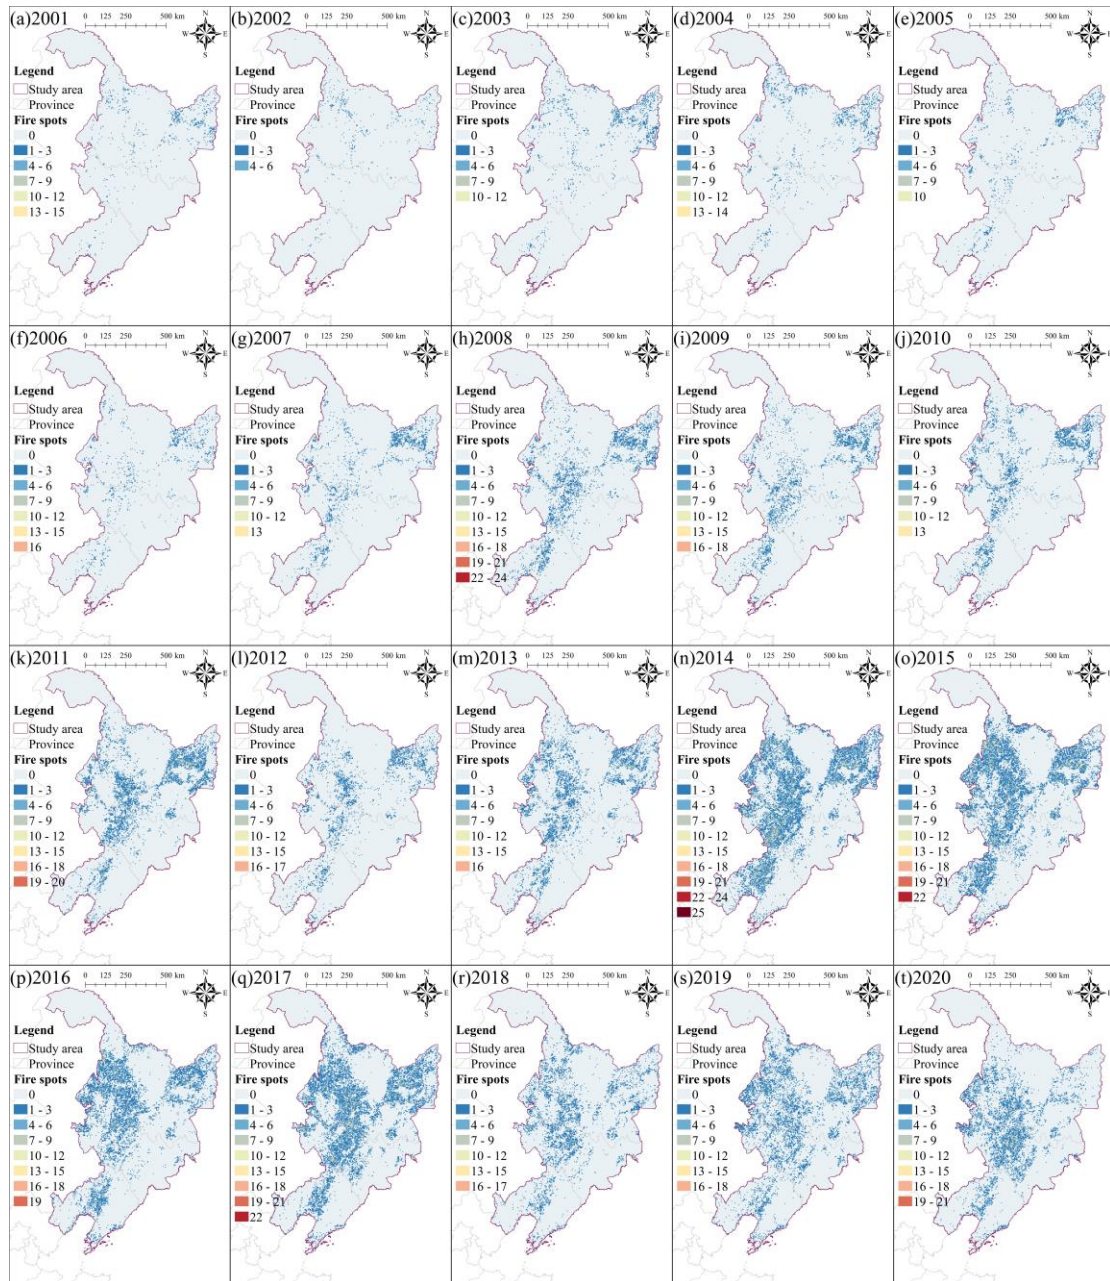 (a)2001
0 125 250 500 km
N
W E
S
Legend
Study area
Province
Fire spots
0
1 - 3
4 - 6
7 - 9
10 - 12
13 - 15
(b)2002
0 125 250 500 km
N
W E
S
Legend
Study area
Province
Fire spots
0
1 - 3
4 - 6
(c)2003
0 125 250 500 km
N
W E
S
Legend
Study area
Province
Fire spots
0
1 - 3
4 - 6
7 - 9
10 - 12
(d)2004
0 125 250 500 km
N
W E
S
Legend
Study area
Province
Fire spots
0
1 - 3
4 - 6
7 - 9
10 - 12
13 - 14
(e)2005
0 125 250 500 km
N
W E
S
Legend
Study area
Province
Fire spots
0
1 - 3
4 - 6
7 - 9
10
(f)2006
0 125 250 500 km
N
W E
S
Legend
Study area
Province
Fire spots
0
1 - 3
4 - 6
7 - 9
10 - 12
13 - 15
16
(g)2007
0 125 250 500 km
N
W E
S
Legend
Study area
Province
Fire spots
0
1 - 3
4 - 6
7 - 9
10 - 12
13
(h)2008
0 125 250 500 km
N
W E
S
Legend
Study area
Province
Fire spots
0
1 - 3
4 - 6
7 - 9
10 - 12
13 - 15
16 - 18
19 - 21
22 - 24
(i)2009
0 125 250 500 km
N
W E
S
Legend
Study area
Province
Fire spots
0
1 - 3
4 - 6
7 - 9
10 - 12
13 - 15
16 - 18
(j)2010
0 125 250 500 km
N
W E
S
Legend
Study area
Province
Fire spots
0
1 - 3
4 - 6
7 - 9
10 - 12
13
(k)2011
0 125 250 500 km
N
W E
S
Legend
Study area
Province
Fire spots
0
1 - 3
4 - 6
7 - 9
10 - 12
13 - 15
16 - 18
19 - 20
(l)2012
0 125 250 500 km
N
W E
S
Legend
Study area
Province
Fire spots
0
1 - 3
4 - 6
7 - 9
10 - 12
13 - 15
16 - 17
(m)2013
0 125 250 500 km
N
W E
S
Legend
Study area
Province
Fire spots
0
1 - 3
4 - 6
7 - 9
10 - 12
13 - 15
16
(n)2014
0 125 250 500 km
N
W E
S
Legend
Study area
Province
Fire spots
0
1 - 3
4 - 6
7 - 9
10 - 12
13 - 15
16 - 18
19 - 21
22 - 24
25
(o)2015
0 125 250 500 km
N
W E
S
Legend
Study area
Province
Fire spots
0
1 - 3
4 - 6
7 - 9
10 - 12
13 - 15
16 - 18
19 - 21
22
(p)2016
0 125 250 500 km
N
W E
S
Legend
Study area
Province
Fire spots
0
1 - 3
4 - 6
7 - 9
10 - 12
13 - 15
16 - 18
19
(q)2017
0 125 250 500 km
N
W E
S
Legend
Study area
Province
Fire spots
0
1 - 3
4 - 6
7 - 9
10 - 12
13 - 15
16 - 18
19 - 21
22
(r)2018
0 125 250 500 km
N
W E
S
Legend
Study area
Province
Fire spots
0
1 - 3
4 - 6
7 - 9
10 - 12
13 - 15
16 - 17
(s)2019
0 125 250 500 km
N
W E
S
Legend
Study area
Province
Fire spots
0
1 - 3
4 - 6
7 - 9
10 - 12
13 - 15
16 - 18
(t)2020
0 125 250 500 km
N
W E
S
Legend
Study area
Province
Fire spots
0
1 - 3
4 - 6
7 - 9
10 - 12
13 - 15
16 - 18
19 - 21